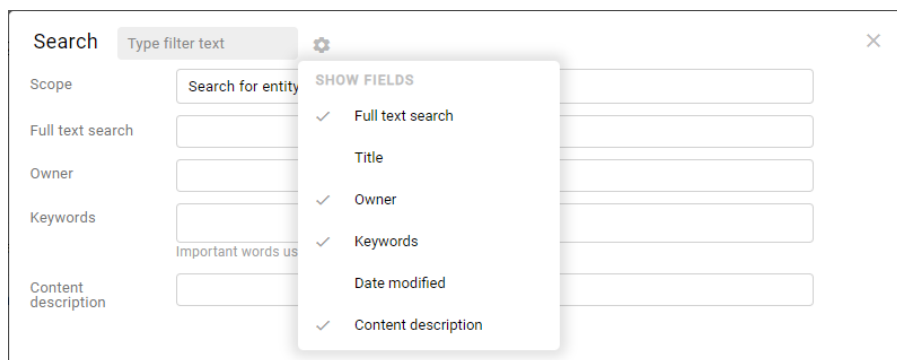 Search
Type filter text
Scope
Search for entity
SHOW FIELDS
Full text search
Title
Owner
Keywords
Date modified
Content description
Full text search
Owner
Keywords
Important words us
Content
description